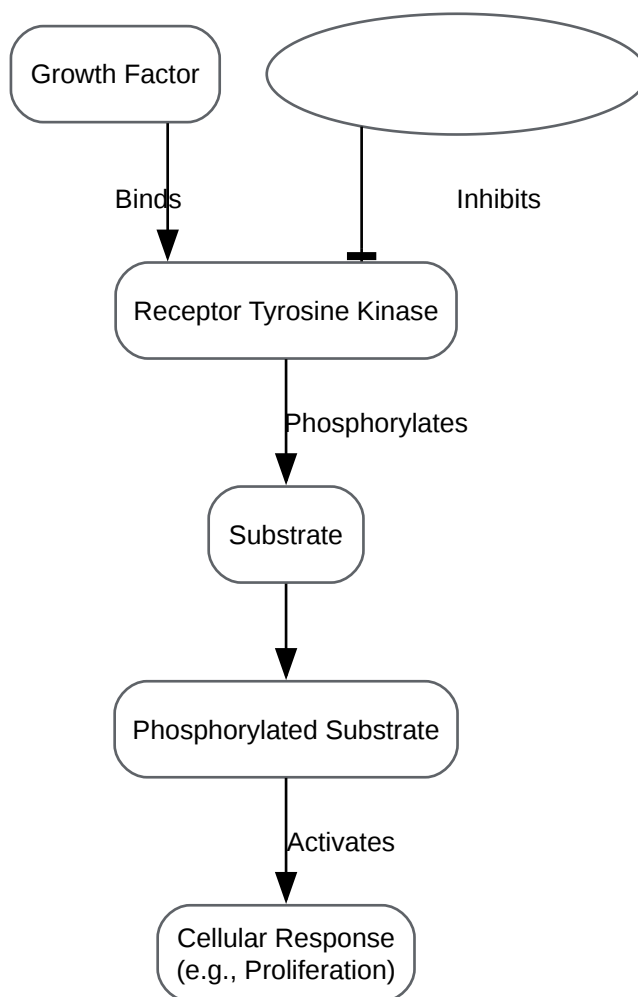 Growth Factor
Binds
Inhibits
Receptor Tyrosine Kinase
Phosphorylates
Substrate
Phosphorylated Substrate
Activates
Cellular Response
(e.g., Proliferation)